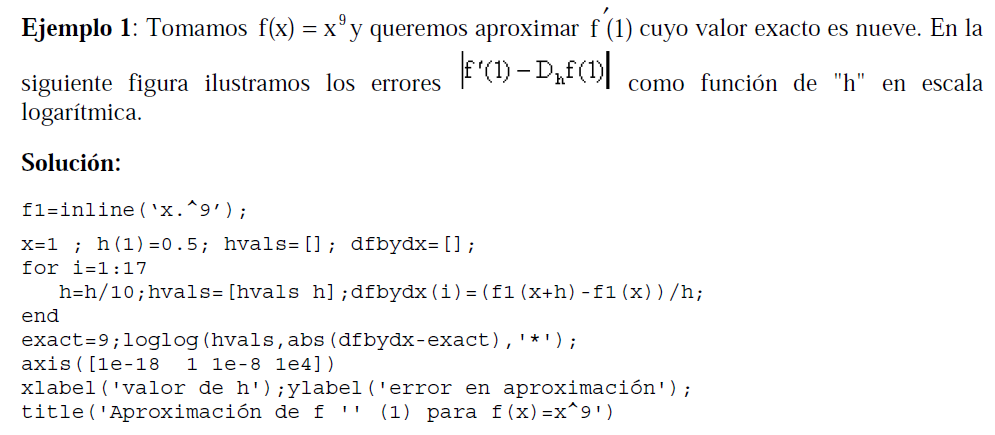 Ejemplo 1: Tomamos f(x) = x⁹ y queremos aproximar f′(1) cuyo valor exacto es nueve. En la
siguiente figura ilustramos los errores |f'(1) – Dₕf(1)| como función de "h" en escala
logarítmica.
Solución:
f1=inline(‘x.^9’);
x=1 ; h(1)=0.5; hvals=[]; dfbydx=[];
for i=1:17
h=h/10;hvals=[hvals h];dfbydx(i)=(f1(x+h)-f1(x))/h;
end
exact=9;loglog(hvals,abs(dfbydx-exact),'*');
axis([1e-18 1 1e-8 1e4])
xlabel('valor de h');ylabel('error en aproximación');
title('Aproximación de f '' (1) para f(x)=x^9')